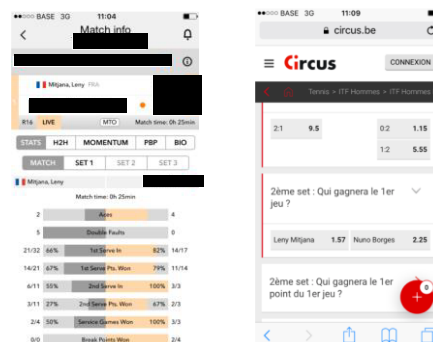 BASE 3G 11:04
Match info
Mitjana, Leny FRA
R16 LIVE MTO Match time: 0h 25min
STATS H2H MOMENTUM PBP BIO
MATCH SET 1 SET 2 SET 3
Mitjana, Leny
Match time: 0h 25min
2 Aces 4
5 Double Faults 0
21/32 66% 1st Serve In 82% 14/17
14/21 67% 1st Serve Pts. Won 79% 11/14
6/11 55% 2nd Serve In 100% 3/3
3/11 27% 2nd Serve Pts. Won 67% 2/3
2/4 50% Service Games Won 100% 3/3
0/0 Break Points Won 2/4
BASE 3G 11:09
circus.be
Circus CONNEXION
Tennis > ITF Hommes > ITF Hommes
2:1 9.5 0:2 1.15
1:2 5.55
2ème set : Qui gagnera le 1er
jeu ?
Leny Mitjana 1.57 Nuno Borges 2.25
2ème set : Qui gagnera le 1er
point du 1er jeu ?
0
+